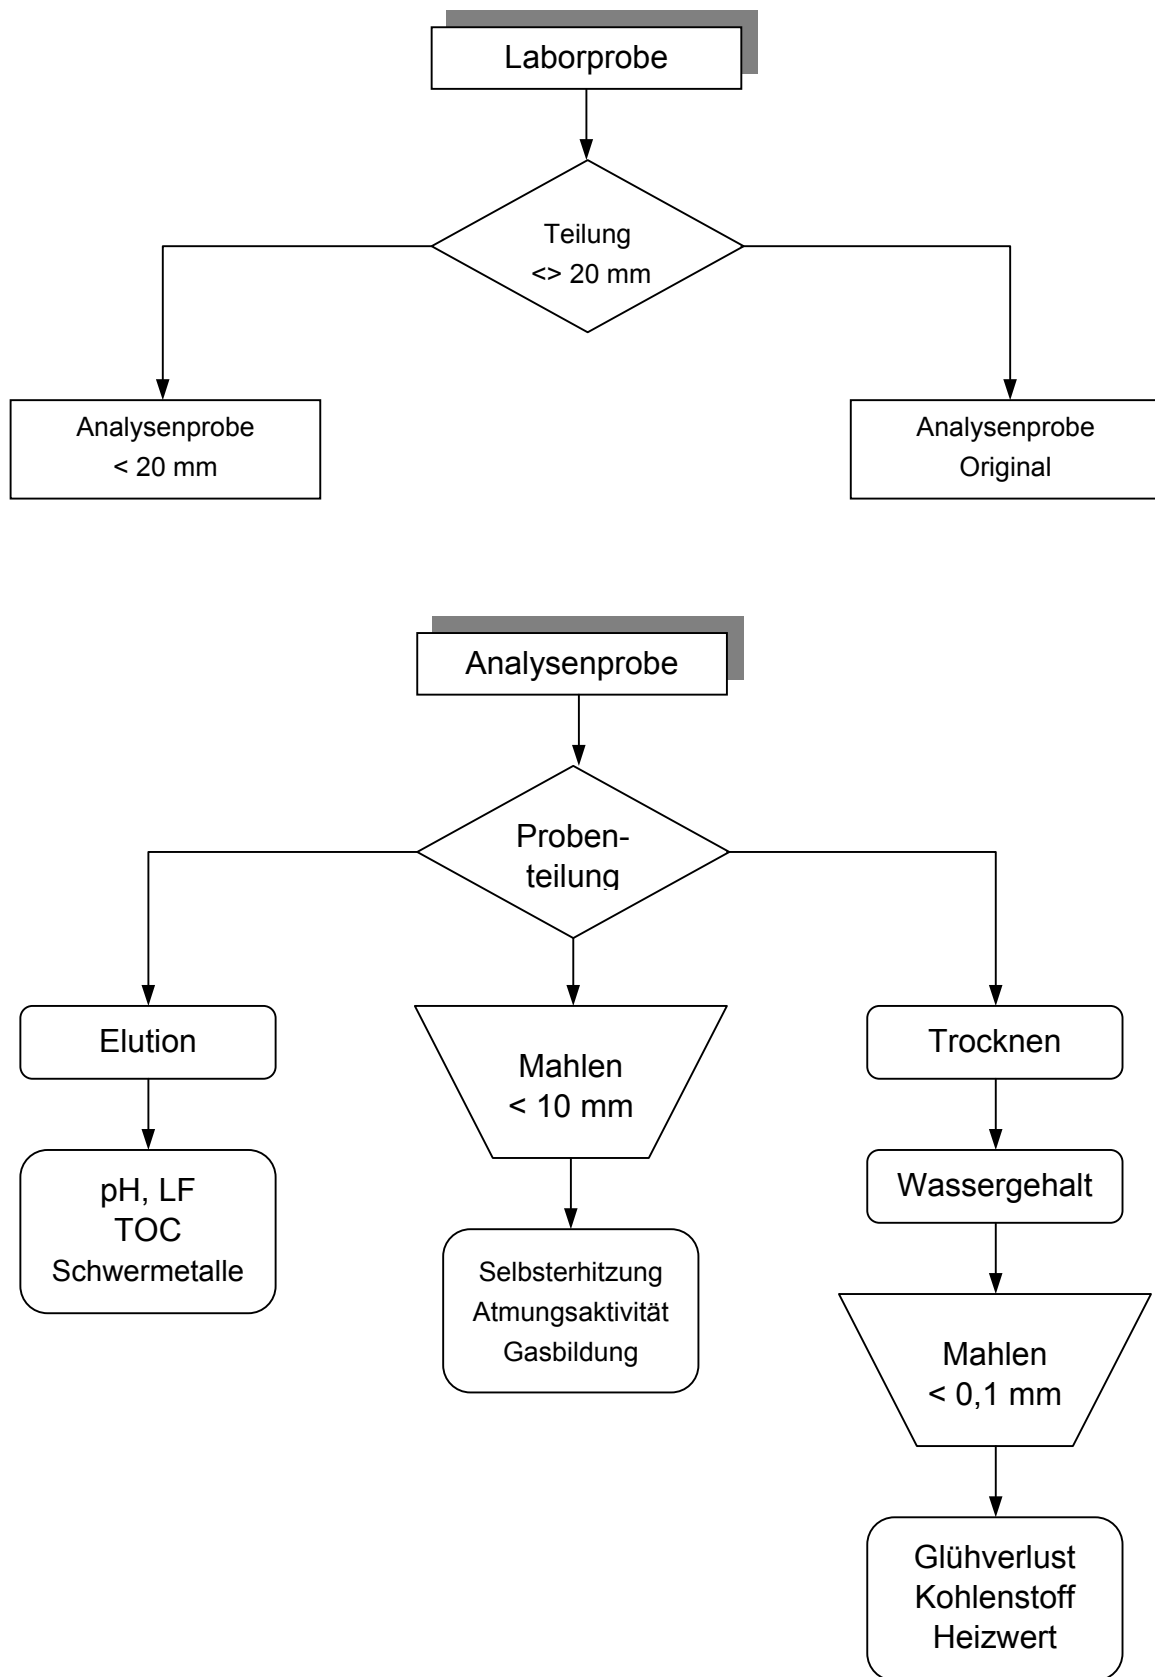 Laborprobe
Teilung
<> 20 mm
Analysenprobe
< 20 mm
Analysenprobe
Original
Analysenprobe
Proben-
teilung
Elution
Mahlen
< 10 mm
Trocknen
pH, LF
TOC
Schwermetalle
Wassergehalt
Selbsterhitzung
Atmungsaktivität
Gasbildung
Mahlen
< 0,1 mm
Glühverlust
Kohlenstoff
Heizwert